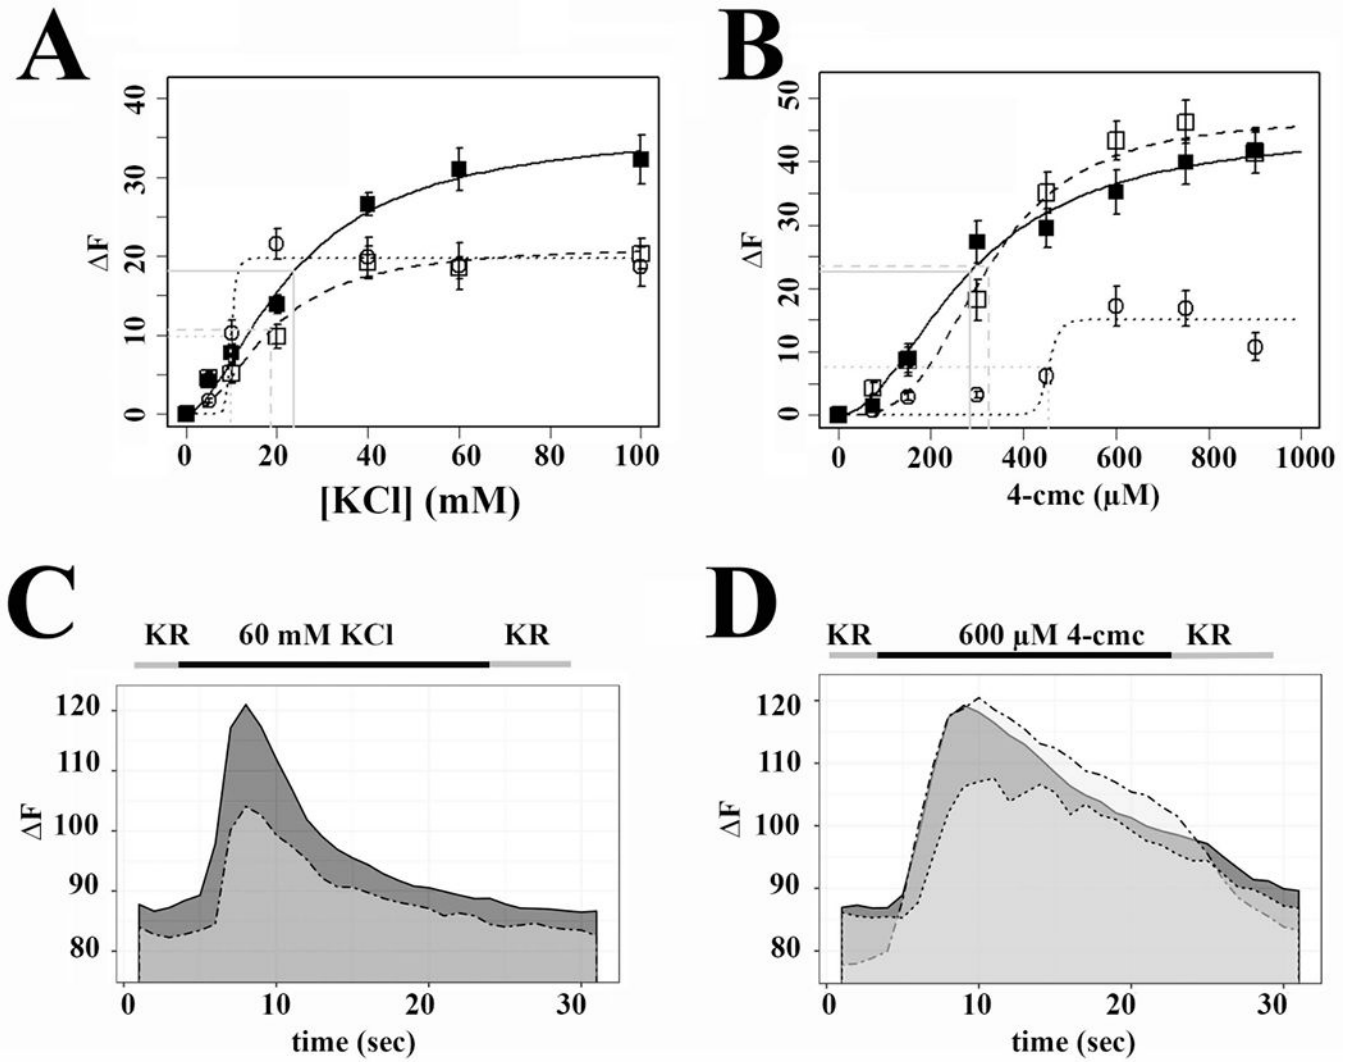 A
B
40
30
20
10
0
ΔF
0 20 40 60 80 100
[KCl] (mM)
50
40
30
20
10
0
ΔF
0 200 400 600 800 1000
4-cmc (µM)
C
KR 60 mM KCl KR
120
110
100
90
80
ΔF
0 10 20 30
time (sec)
D
KR 600 µM 4-cmc KR
120
110
100
90
80
ΔF
0 10 20 30
time (sec)